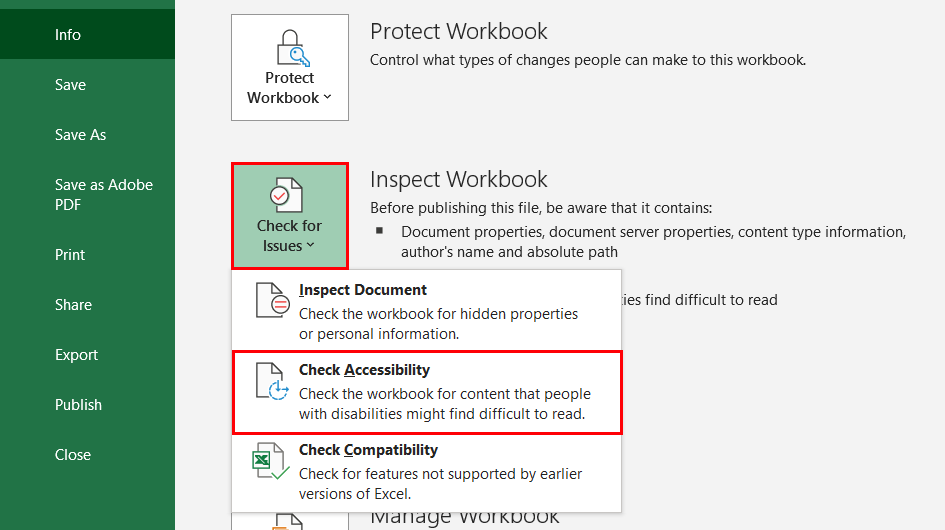 Info
Save
Save As
Save as Adobe
PDF
Print
Share
Export
Publish
Close
Protect
Workbook
Protect Workbook
Control what types of changes people can make to this workbook.
Check for
Issues
Inspect Workbook
Before publishing this file, be aware that it contains:
Document properties, document server properties, content type information,
author's name and absolute path
find difficult to read
Inspect Document
Check the workbook for hidden properties
or personal information.
Check Accessibility
Check the workbook for content that people
with disabilities might find difficult to read.
Check Compatibility
Check for features not supported by earlier
versions of Excel.
Manage Workbook